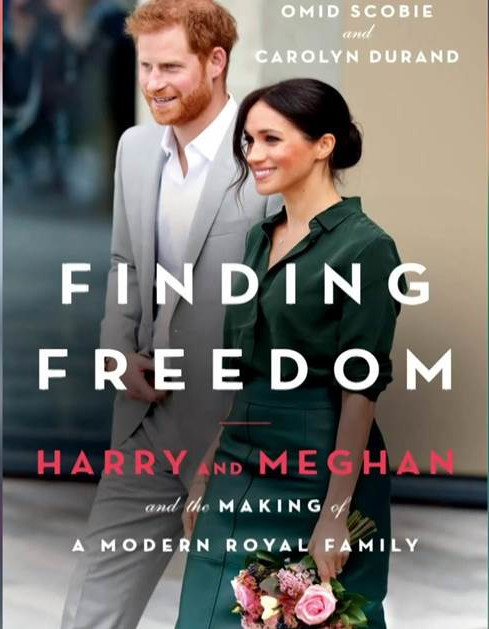 OMID SCOBIE
and
CAROLYN DURAND
FINDING
FREEDOM
HARRY AND MEGHAN
and the MAKING of
A MODERN ROYAL FAMILY